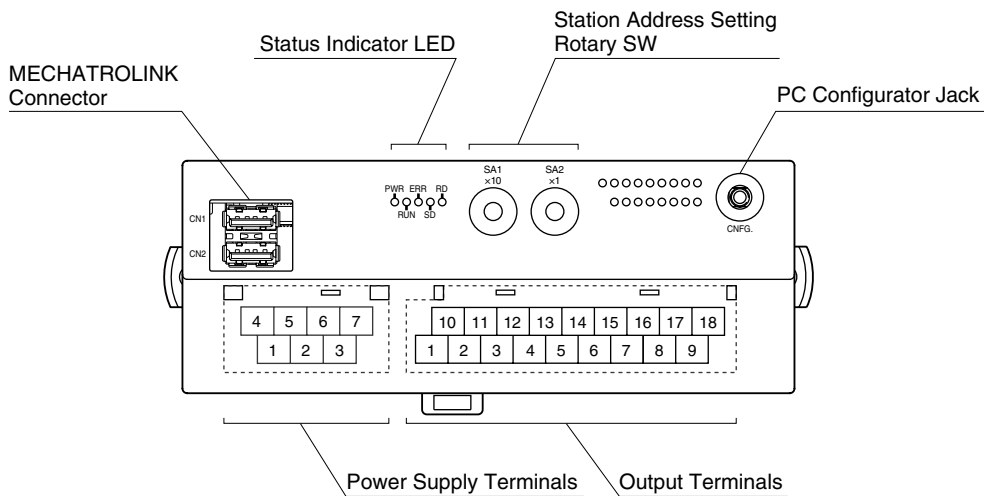 Station Address Setting
Rotary SW
Status Indicator LED
MECHATROLINK
Connector
PC Configurator Jack
SA1
×10
SA2
×1
PWR ERR RD
RUN SD
CN1
CN2
CNFG.
4 5 6 7
1 2 3
10 11 12 13 14 15 16 17 18
1 2 3 4 5 6 7 8 9
Power Supply Terminals
Output Terminals